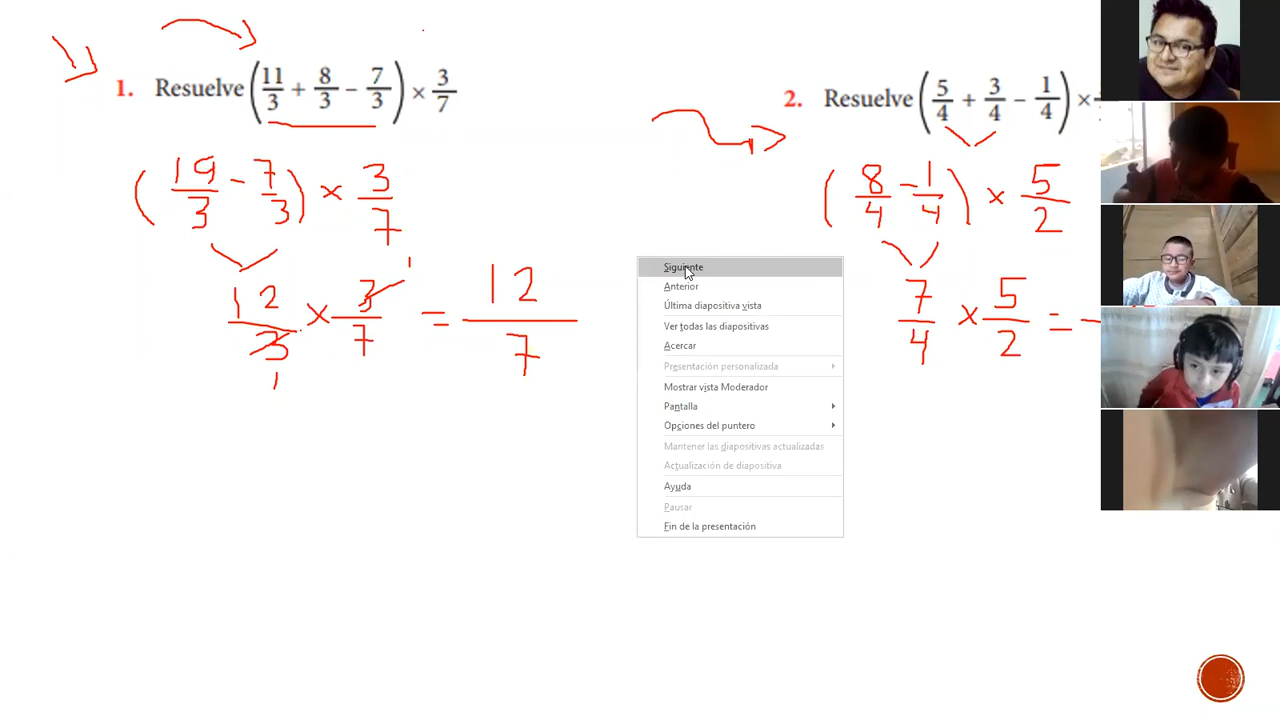 1. Resuelve (11/3 + 8/3 − 7/3) × 3/7
(19/3 − 7/3) × 3/7
12/3 × 3/7 = 12/7
1
1
2. Resuelve (5/4 + 3/4 − 1/4) ×
(8/4 − 1/4) × 5/2
7/4 × 5/2 =
Siguiente
Anterior
Última diapositiva vista
Ver todas las diapositivas
Acercar
Presentación personalizada
Mostrar vista Moderador
Pantalla
Opciones del puntero
Mantener las diapositivas actualizadas
Actualización de diapositiva
Ayuda
Pausar
Fin de la presentación